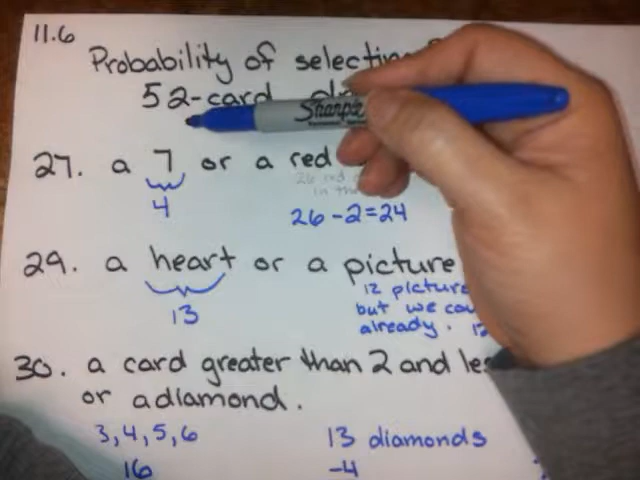 11.6
Probability of selecting
52-card
Sharpie
27. a 7 or a red
26 red
in the
4
26-2=24
29. a heart or a picture
12 picture
but we
13
already. 12
30. a card greater than 2 and
or a diamond.
3,4,5,6
13 diamonds
16
-4